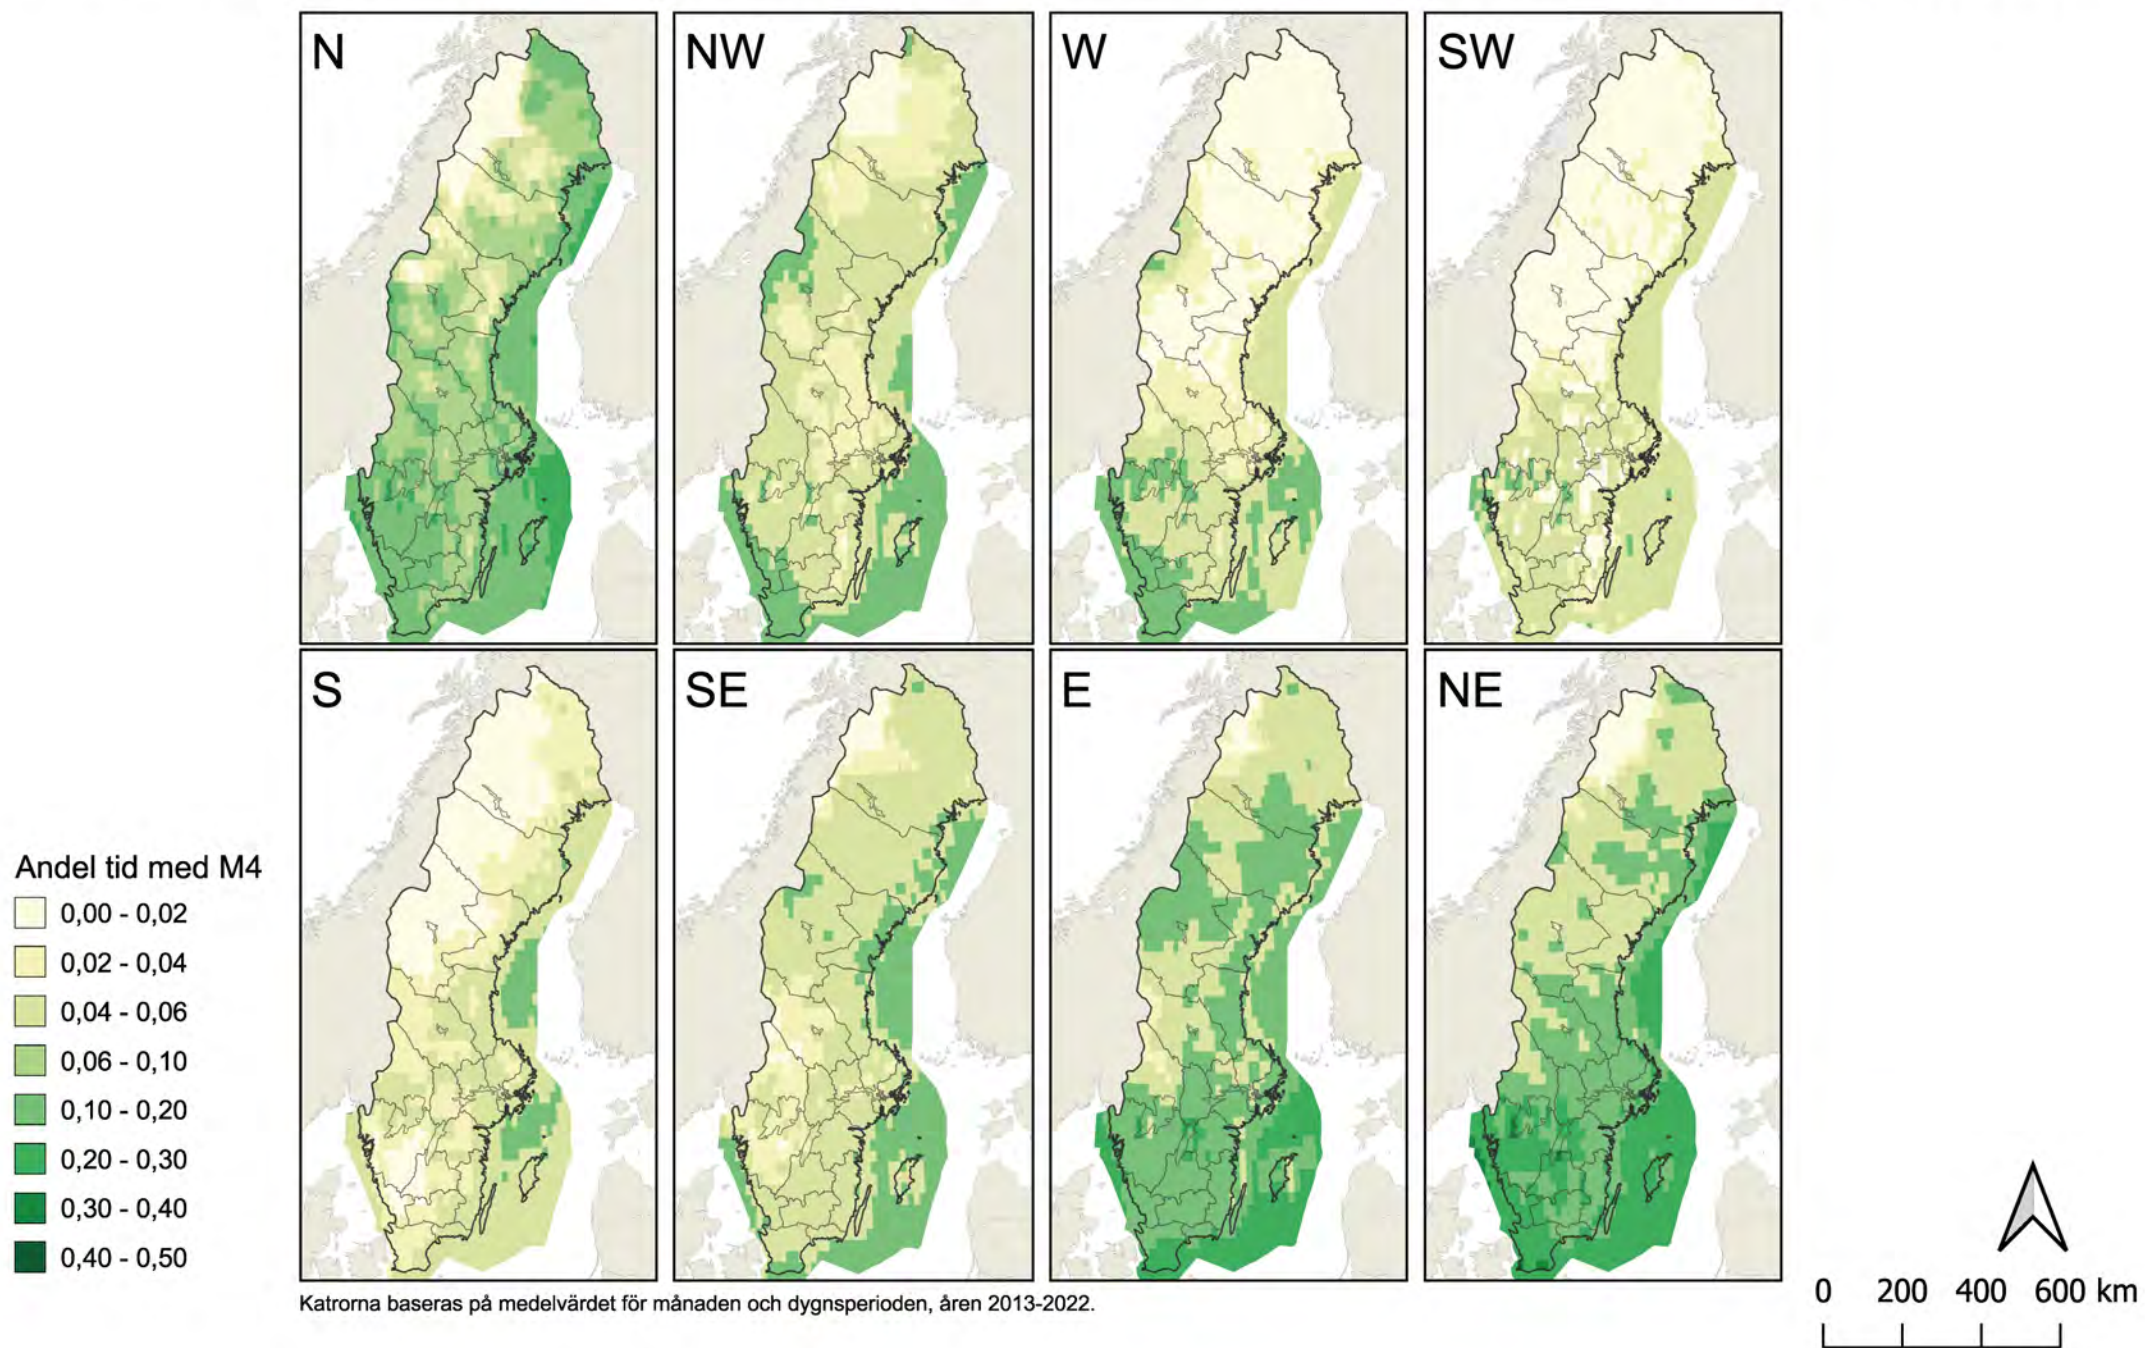 N
NW
W
SW
S
SE
E
NE
Andel tid med M4
0,00 - 0,02
0,02 - 0,04
0,04 - 0,06
0,06 - 0,10
0,10 - 0,20
0,20 - 0,30
0,30 - 0,40
0,40 - 0,50
Katrorna baseras på medelvärdet för månaden och dygnsperioden, åren 2013-2022.
0 200 400 600 km